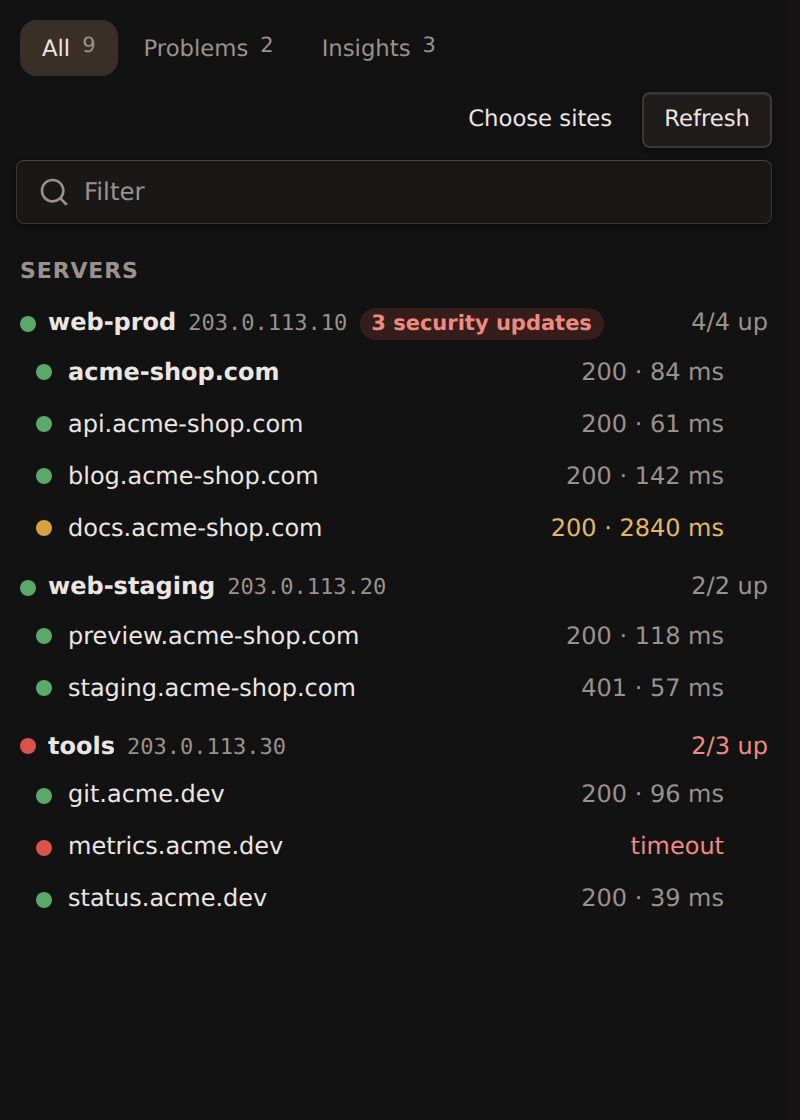 All 9 Problems 2 Insights 3
Choose sites Refresh
Filter
SERVERS
web-prod 203.0.113.10 3 security updates 4/4 up
acme-shop.com 200 · 84 ms
api.acme-shop.com 200 · 61 ms
blog.acme-shop.com 200 · 142 ms
docs.acme-shop.com 200 · 2840 ms
web-staging 203.0.113.20 2/2 up
preview.acme-shop.com 200 · 118 ms
staging.acme-shop.com 401 · 57 ms
tools 203.0.113.30 2/3 up
git.acme.dev 200 · 96 ms
metrics.acme.dev timeout
status.acme.dev 200 · 39 ms